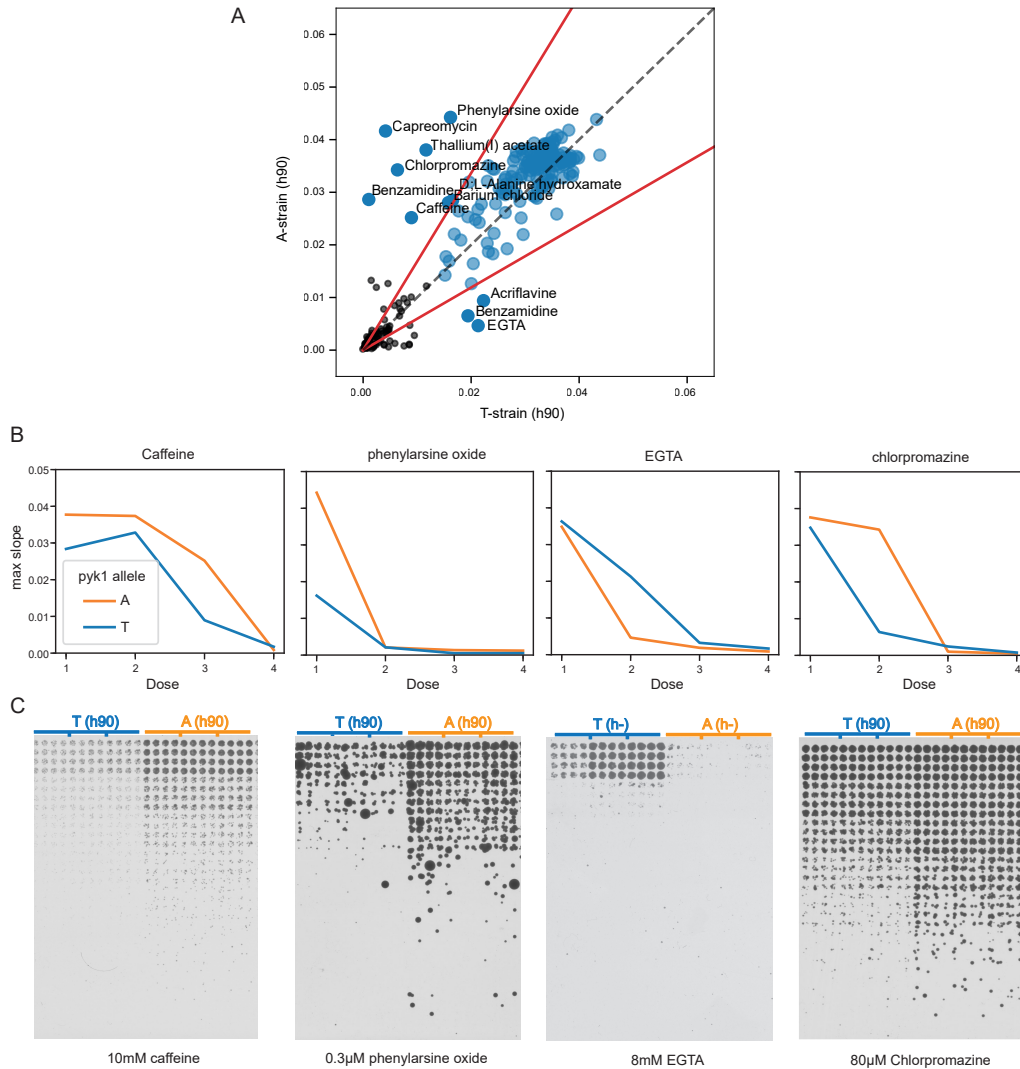 A
0.06
0.05
0.04
0.03
0.02
0.01
0.00
A-strain (h90)
Phenylarsine oxide
Capreomycin
Thallium(I) acetate
Chlorpromazine
D,L-Alanine hydroxamate
Benzamidine
Barium chloride
Caffeine
Acriflavine
Benzamidine
EGTA
0.00 0.02 0.04 0.06
T-strain (h90)
B
Caffeine phenylarsine oxide EGTA chlorpromazine
0.05
0.04
0.03
0.02
0.01
0.00
max slope
pyk1 allele
A
T
1 2 3 4 1 2 3 4 1 2 3 4 1 2 3 4
Dose Dose Dose Dose
C
T (h90) A (h90) T (h90) A (h90) T (h-) A (h-) T (h90) A (h90)
10mM caffeine 0.3µM phenylarsine oxide 8mM EGTA 80µM Chlorpromazine